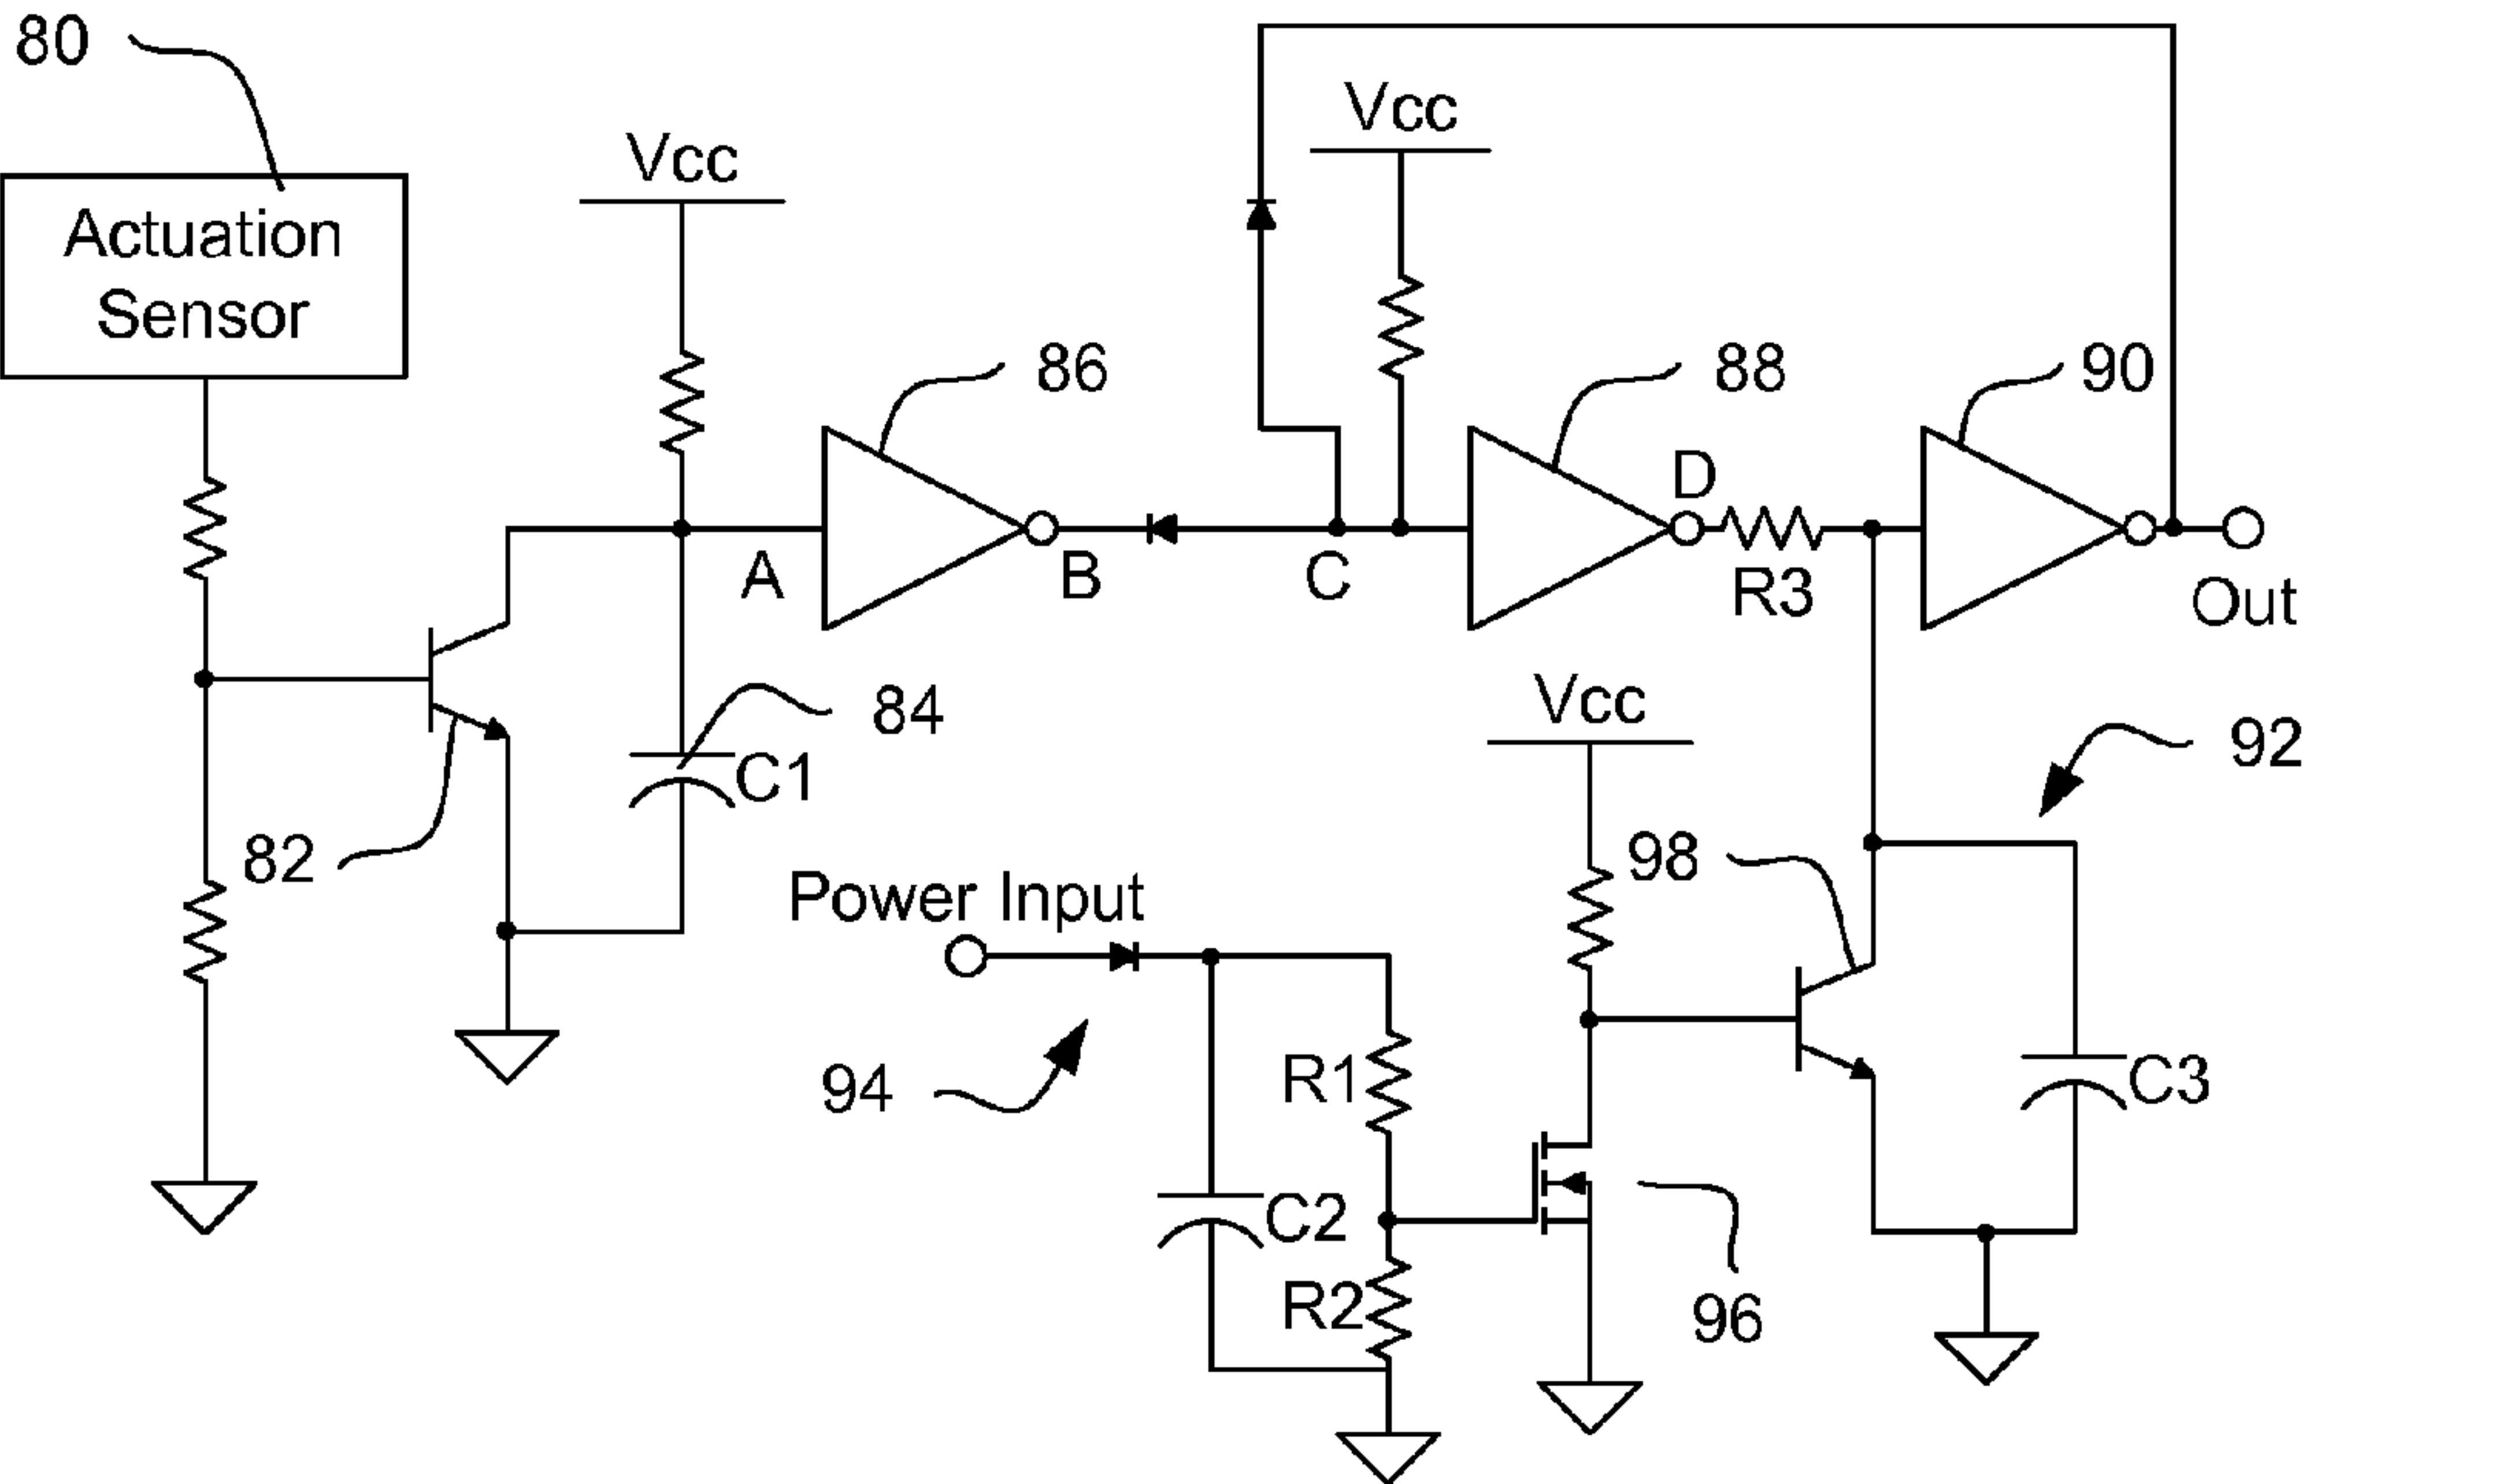 80
Vcc
Vcc
Actuation
Sensor
86
88
90
D
A
B
C
R3
Out
84
Vcc
92
C1
82
98
Power Input
94
R1
C3
C2
R2
96